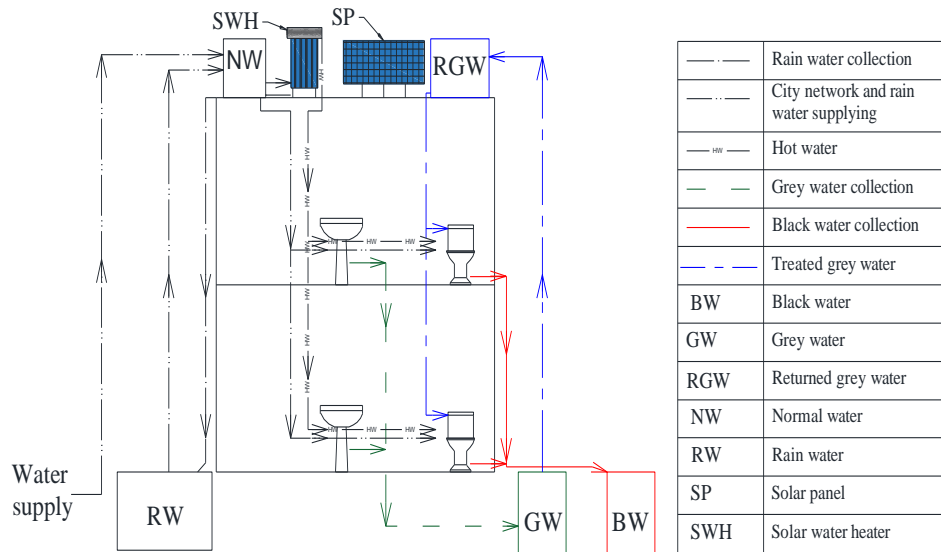 SWH
SP
NW
HW
RGW
HW
HW
HW
HW
HW
HW
HW
HW
HW
HW
HW
Water
supply
RW
GW
BW
Rain water collection
City network and rain
water supplying
HW
Hot water
Grey water collection
Black water collection
Treated grey water
BW
Black water
GW
Grey water
RGW
Returned grey water
NW
Normal water
RW
Rain water
SP
Solar panel
SWH
Solar water heater